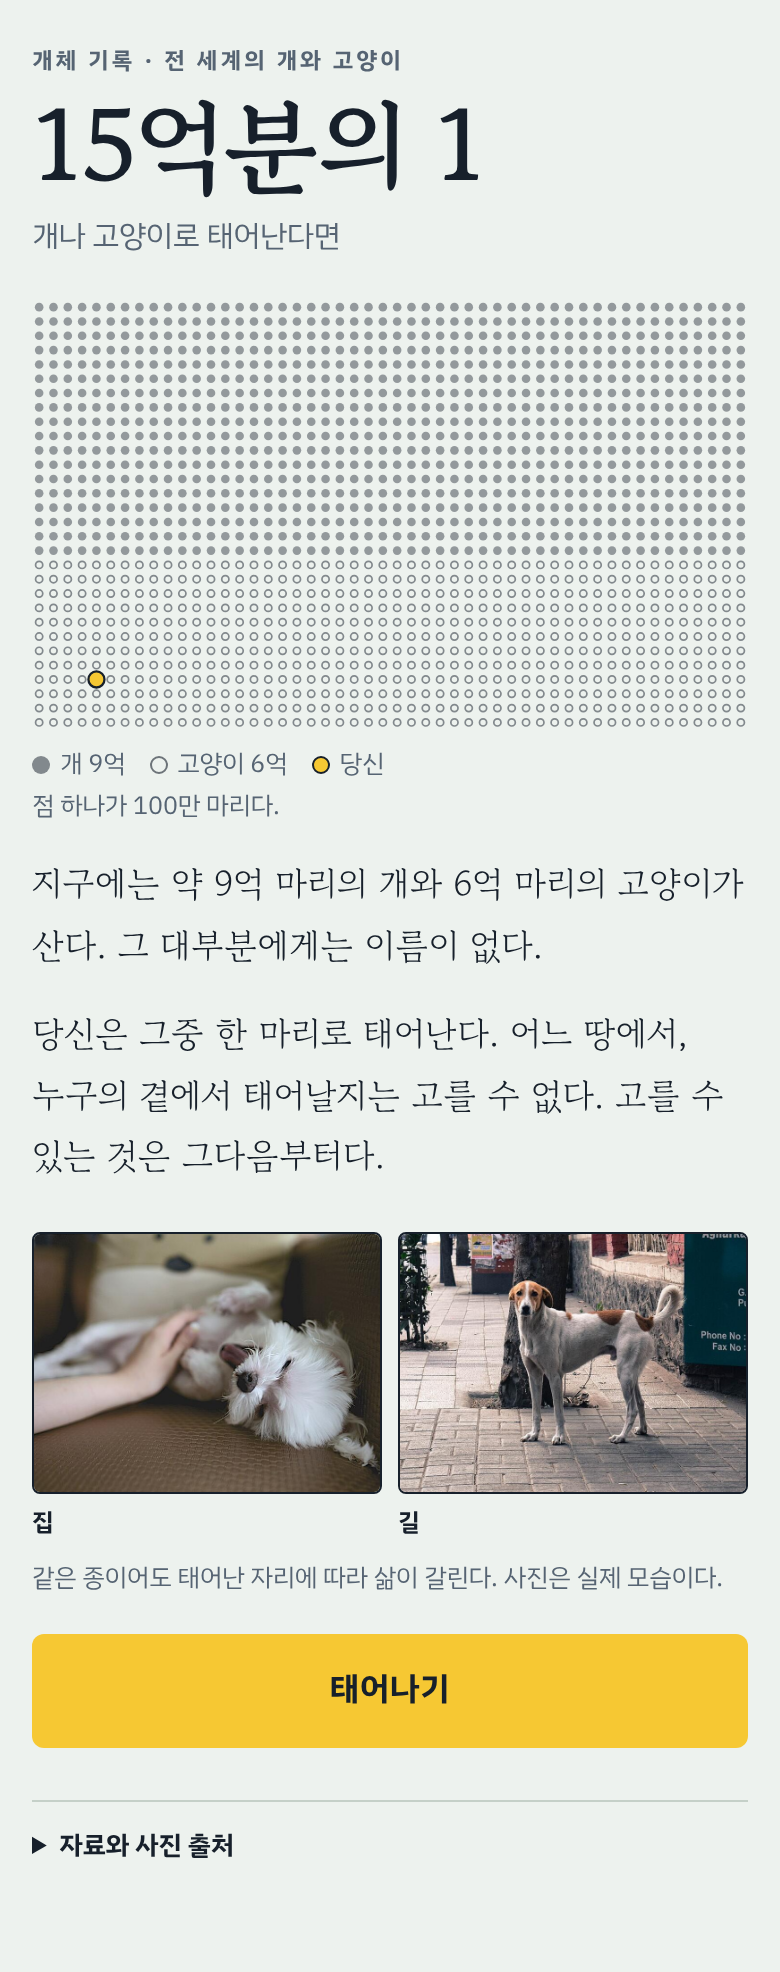 개체 기록 · 전 세계의 개와 고양이
15억분의 1
개나 고양이로 태어난다면
개 9억 고양이 6억 당신
점 하나가 100만 마리다.
지구에는 약 9억 마리의 개와 6억 마리의 고양이가
산다. 그 대부분에게는 이름이 없다.
당신은 그중 한 마리로 태어난다. 어느 땅에서,
누구의 곁에서 태어날지는 고를 수 없다. 고를 수
있는 것은 그다음부터다.
Phone No :
Fax No :
집
길
같은 종이어도 태어난 자리에 따라 삶이 갈린다. 사진은 실제 모습이다.
태어나기
▶ 자료와 사진 출처